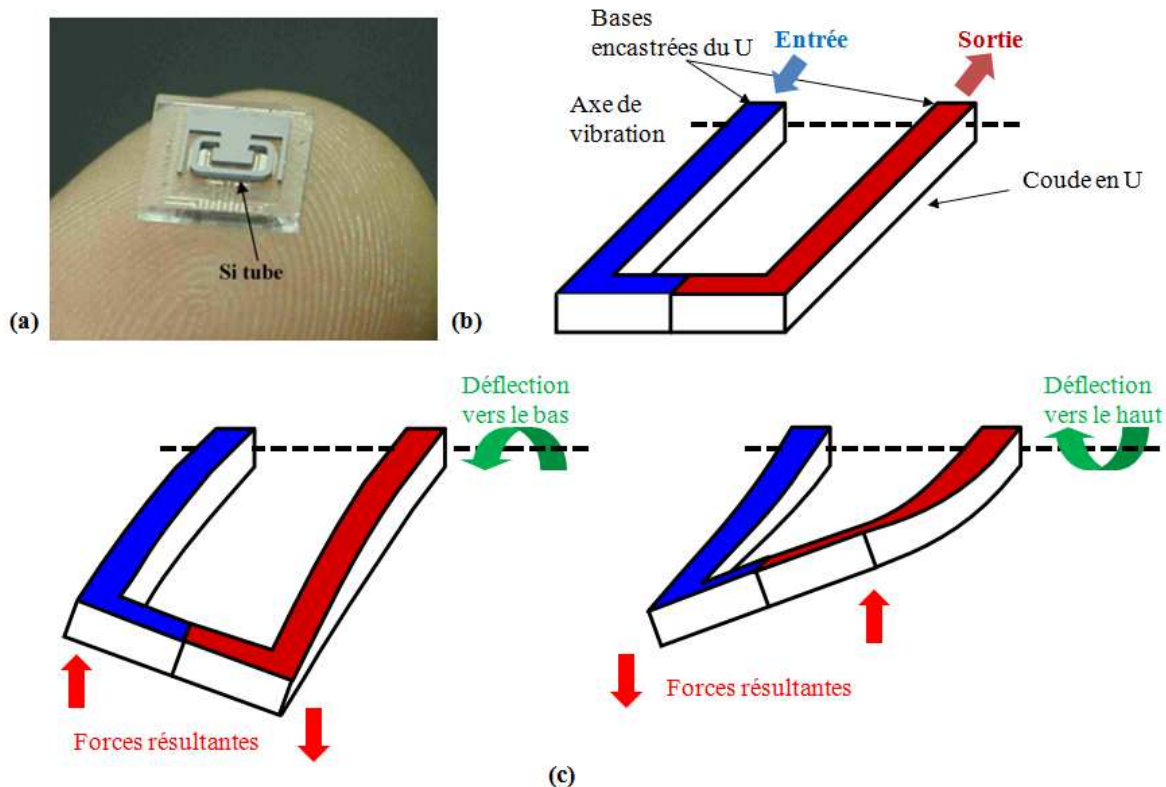 Si tube
(a)
Bases
encastrées du U
Entrée
Sortie
Axe de
vibration
Coude en U
(b)
Déflection
vers le bas
Forces résultantes
Déflection
vers le haut
Forces résultantes
(c)